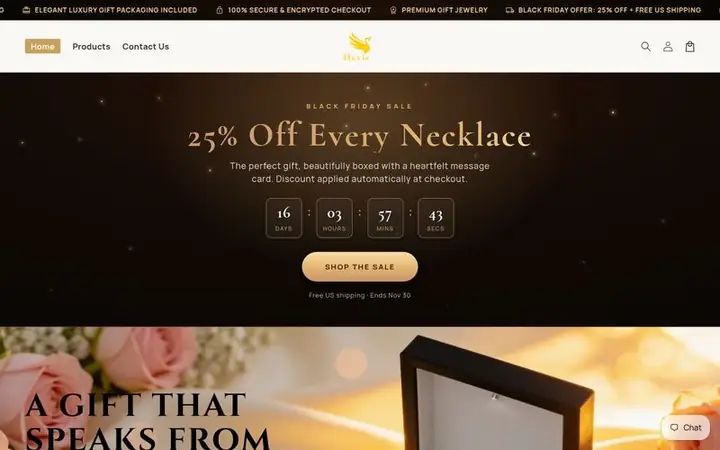 ELEGANT LUXURY GIFT PACKAGING INCLUDED
100% SECURE & ENCRYPTED CHECKOUT
PREMIUM GIFT JEWELRY
BLACK FRIDAY OFFER: 25% OFF + FREE US SHIPPING
Home
Products
Contact Us
BLACK FRIDAY SALE
25% Off Every Necklace
The perfect gift, beautifully boxed with a heartfelt message
card. Discount applied automatically at checkout.
16 : 03 : 57 : 43
DAYS HOURS MINS SECS
SHOP THE SALE
Free US shipping · Ends Nov 30
A GIFT THAT
SPEAKS FROM
Chat